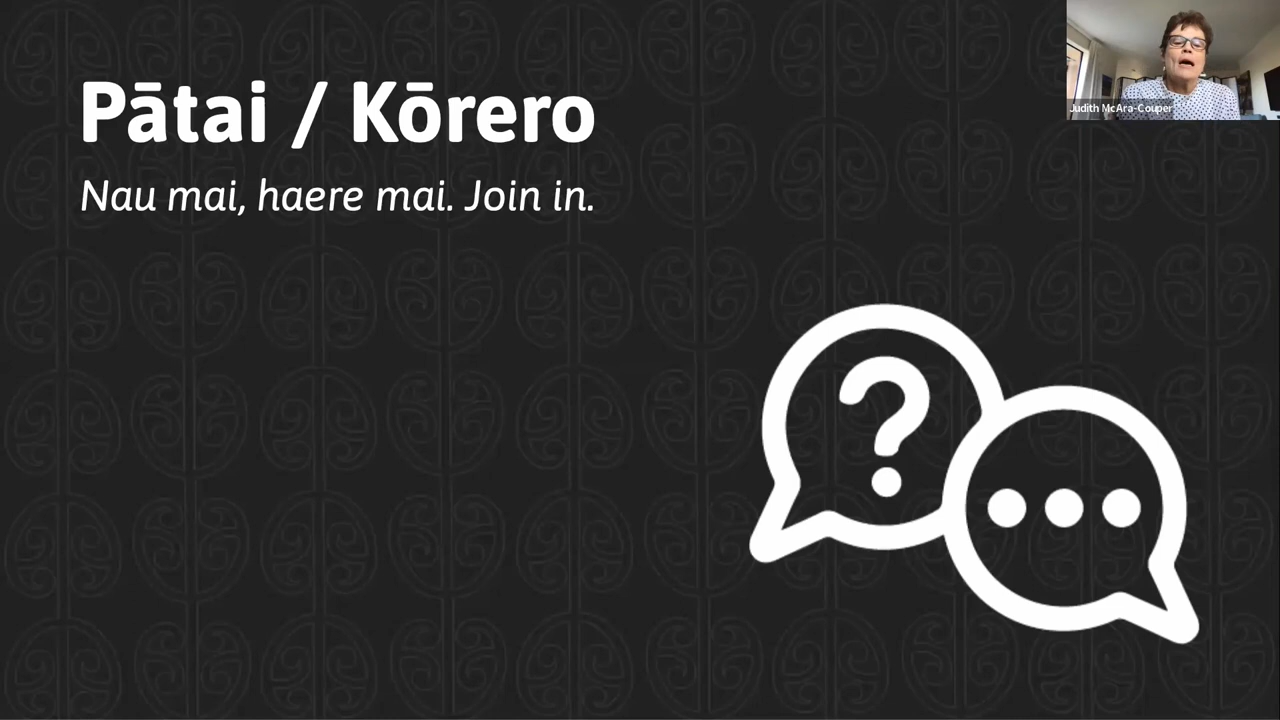 Pātai / Kōrero
Nau mai, haere mai. Join in.
Judith McAra-Couper